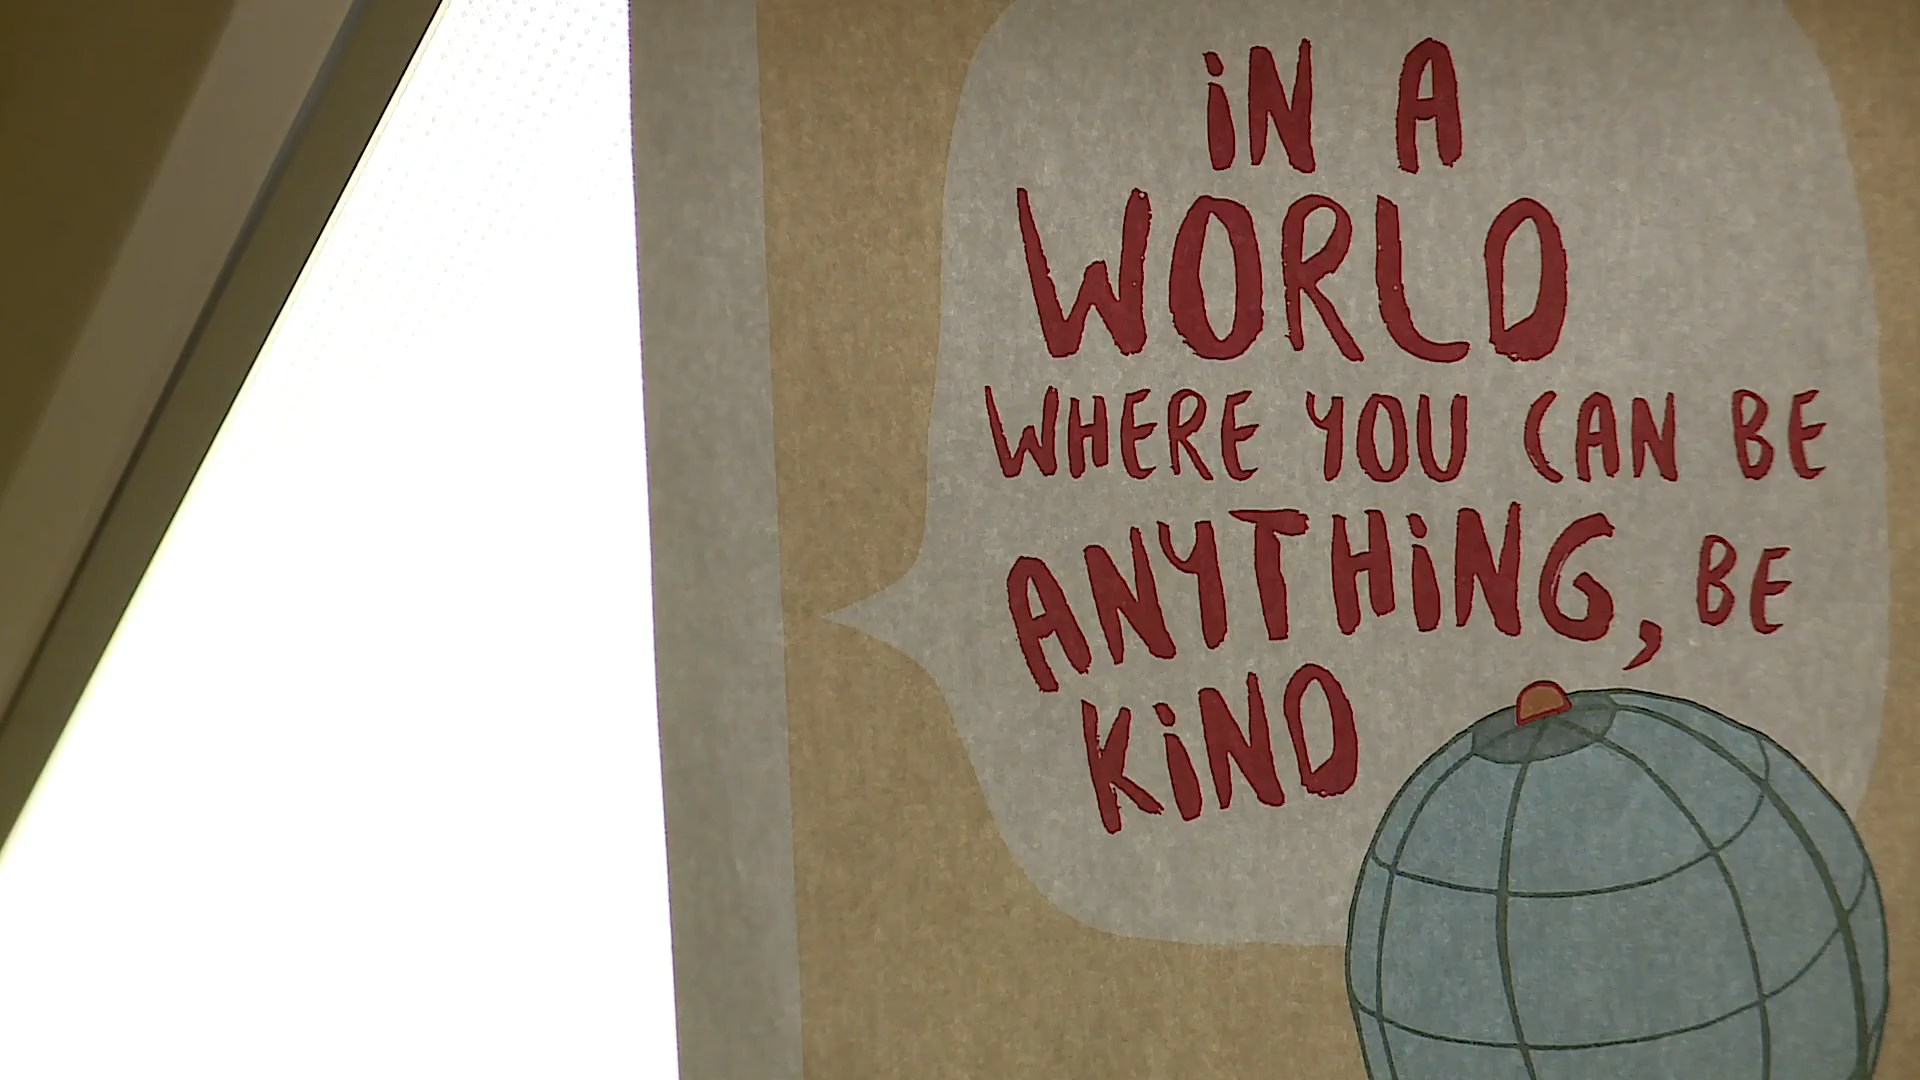 iN A
WORLD
WHERE YOU CAN BE
ANYTHiNG, BE
KiND